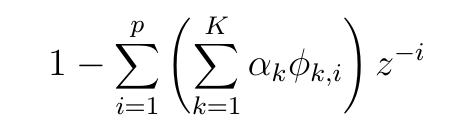 $1 - \sum_{i=1}^{p} \left( \sum_{k=1}^{K} \alpha_k \phi_{k,i} \right) z^{-i}$